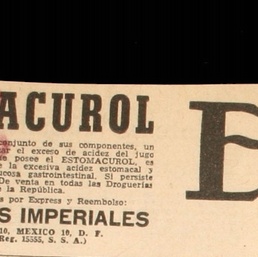 ACUROL
conjunto de sus componentes, un
el exceso de acidez del jugo
posee el ESTOMACUROL, es
la excesiva acidez estomacal y
gastrointestinal. Si persiste
De venta en todas las Droguerías
la República.
por Express y Reembolso:
S IMPERIALES
10, MEXICO 10, D. F.
Reg. 15555, S. S. A.)